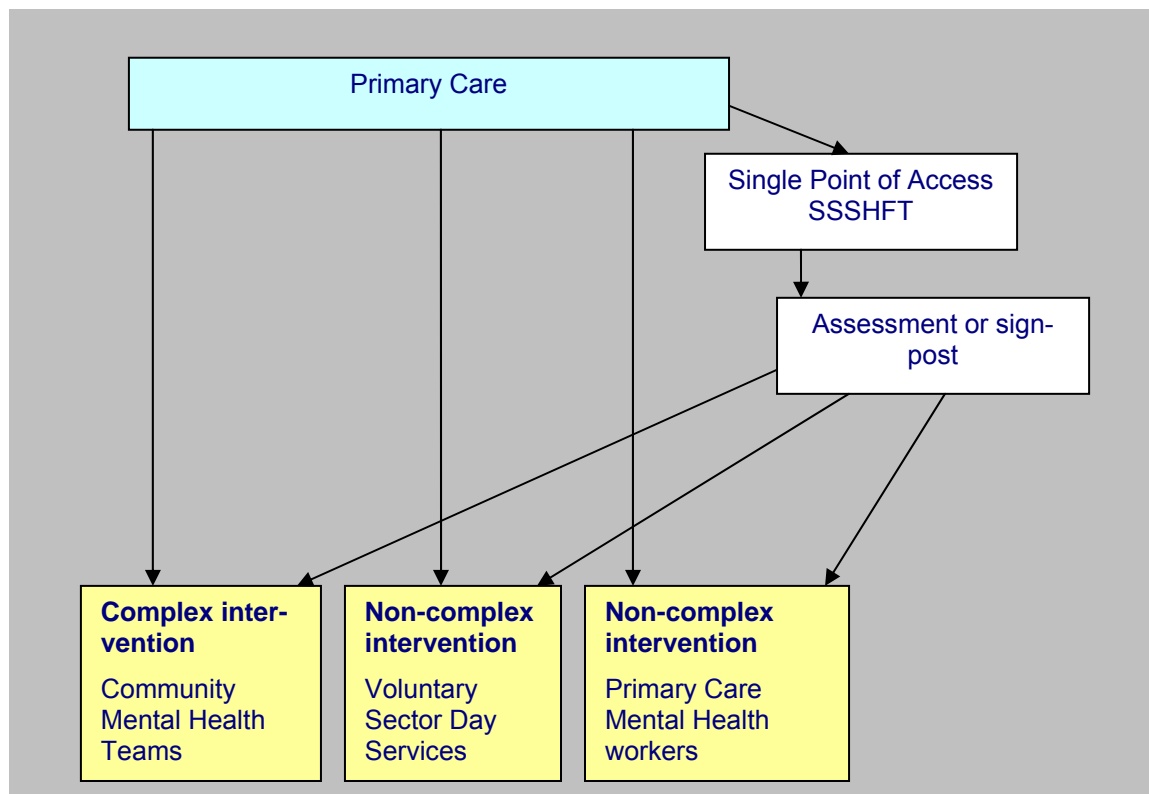 Primary Care
Single Point of Access
SSSHFT
Assessment or sign-
post
Complex inter-
vention
Community
Mental Health
Teams
Non-complex
intervention
Voluntary
Sector Day
Services
Non-complex
intervention
Primary Care
Mental Health
workers